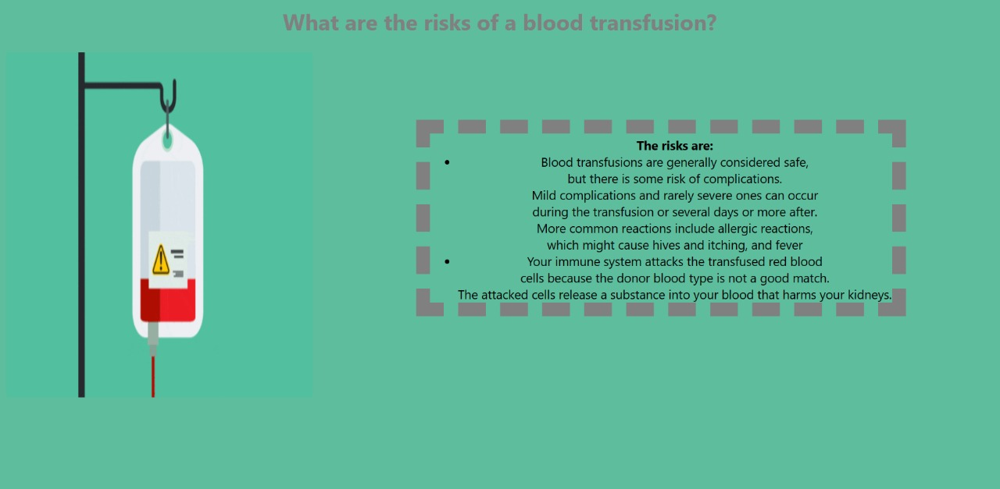 What are the risks of a blood transfusion?
The risks are:
• Blood transfusions are generally considered safe,
but there is some risk of complications.
Mild complications and rarely severe ones can occur
during the transfusion or several days or more after.
More common reactions include allergic reactions,
which might cause hives and itching, and fever
• Your immune system attacks the transfused red blood
cells because the donor blood type is not a good match.
The attacked cells release a substance into your blood that harms your kidneys.